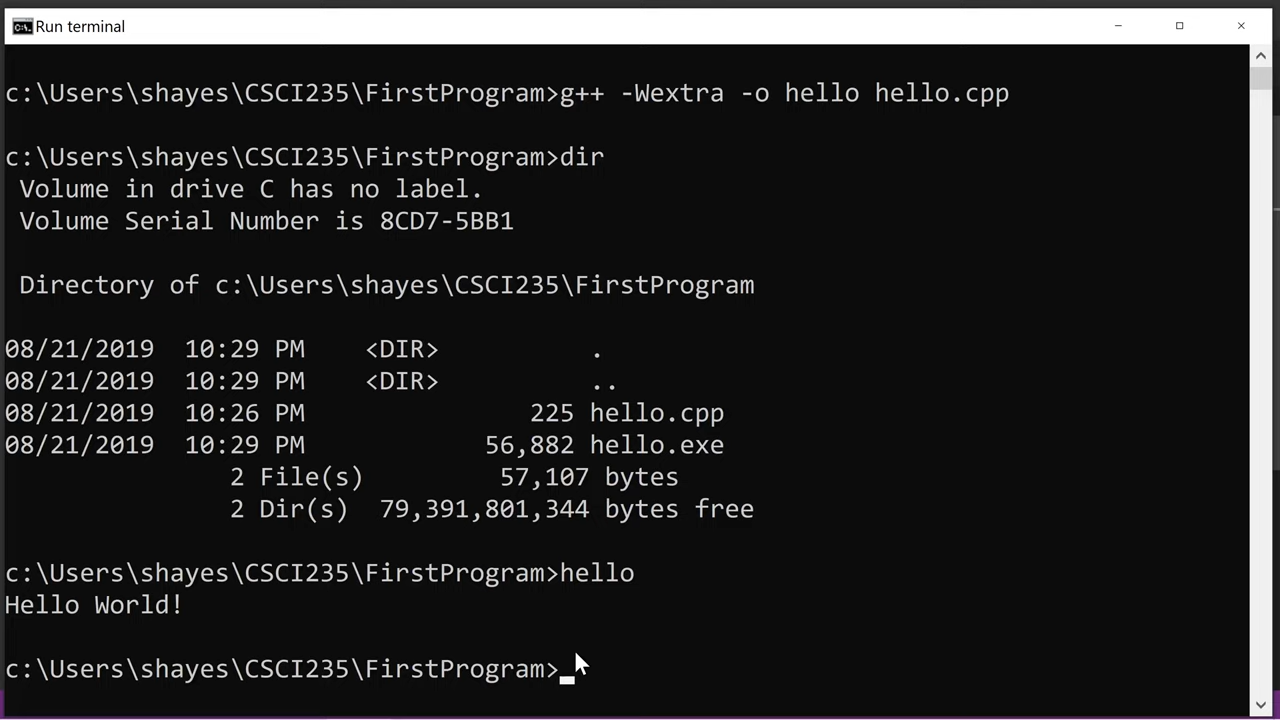 Run terminal
c:\Users\shayes\CSCI235\FirstProgram>g++ -Wextra -o hello hello.cpp
c:\Users\shayes\CSCI235\FirstProgram>dir
Volume in drive C has no label.
Volume Serial Number is 8CD7-5BB1
Directory of c:\Users\shayes\CSCI235\FirstProgram
08/21/2019  10:29 PM    <DIR>          .
08/21/2019  10:29 PM    <DIR>          ..
08/21/2019  10:26 PM               225 hello.cpp
08/21/2019  10:29 PM            56,882 hello.exe
2 File(s)         57,107 bytes
2 Dir(s)  79,391,801,344 bytes free
c:\Users\shayes\CSCI235\FirstProgram>hello
Hello World!
c:\Users\shayes\CSCI235\FirstProgram>